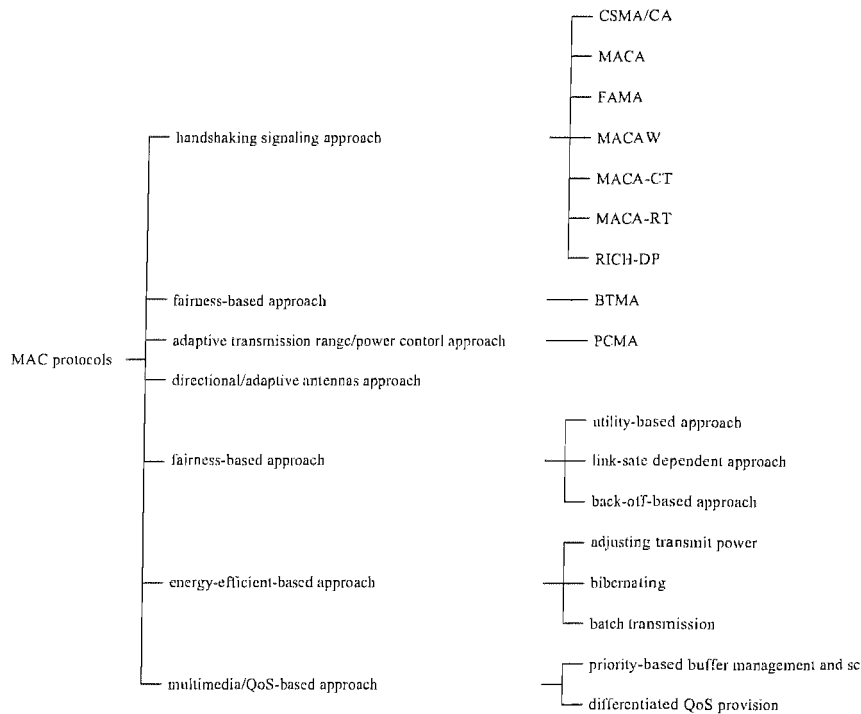 CSMA/CA
MACA
FAMA
handshaking signaling approach
MACAW
MACA-CT
MACA-RT
RICH-DP
fairness-based approach
BTMA
adaptive transmission range/power contorl approach
PCMA
MAC protocols
directional/adaptive antennas approach
utility-based approach
fairness-based approach
link-sate dependent approach
back-off-based approach
adjusting transmit power
energy-efficient-based approach
bibernating
batch transmission
priority-based buffer management and sc
multimedia/QoS-based approach
differentiated QoS provision